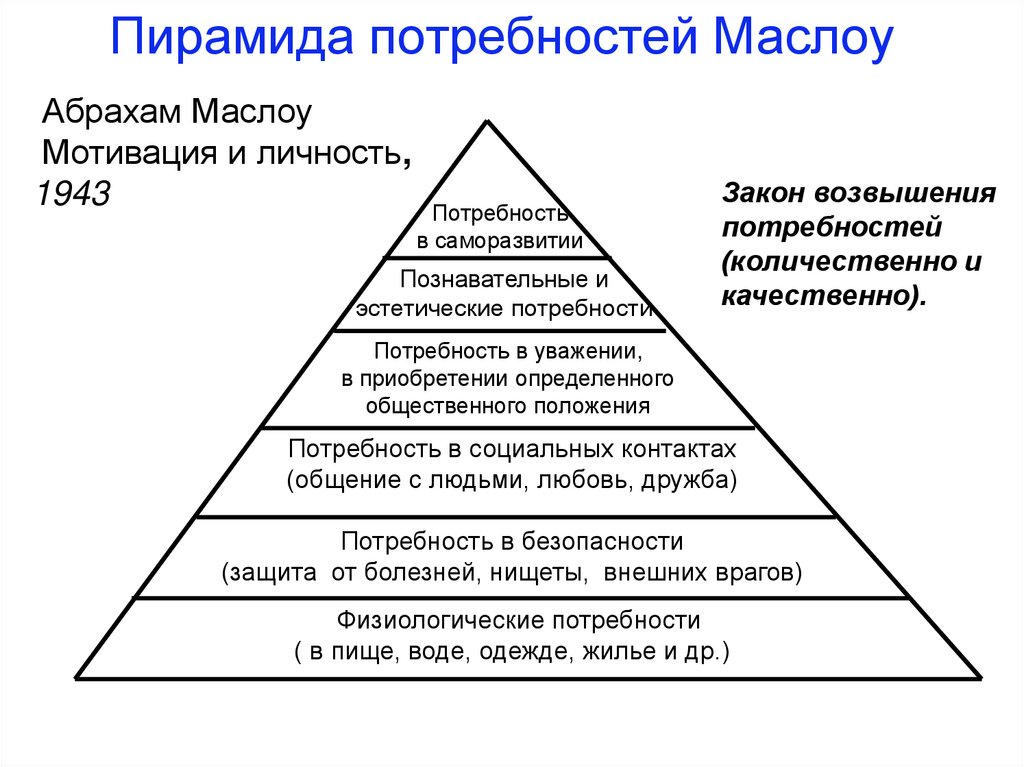 Пирамида потребностей Маслоу
Абрахам Маслоу
Мотивация и личность,
1943
Закон возвышения
потребностей
(количественно и
качественно).
Потребность
в саморазвитии
Познавательные и
эстетические потребности
Потребность в уважении,
в приобретении определенного
общественного положения
Потребность в социальных контактах
(общение с людьми, любовь, дружба)
Потребность в безопасности
(защита от болезней, нищеты, внешних врагов)
Физиологические потребности
( в пище, воде, одежде, жилье и др.)